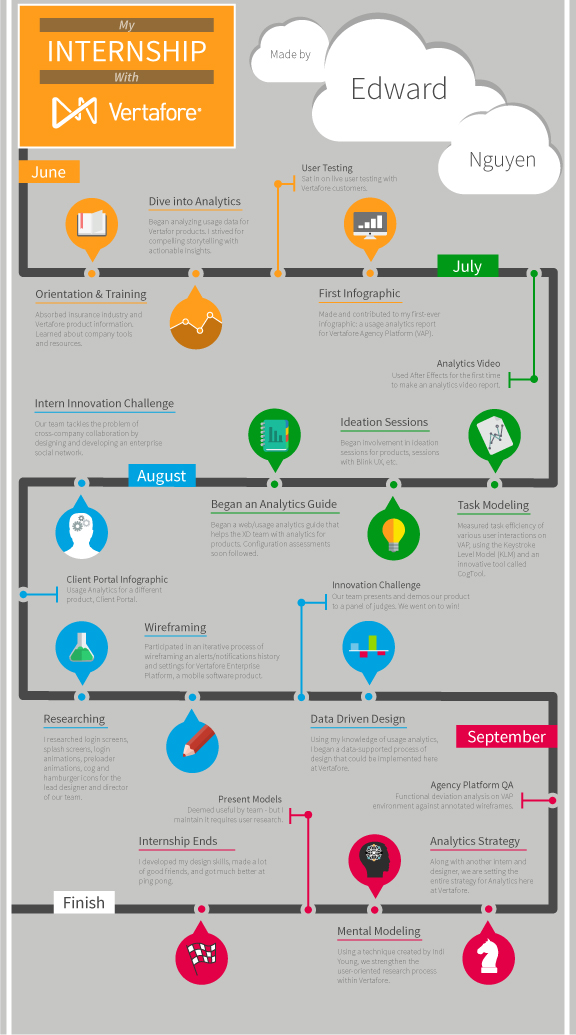 My
INTERNSHIP
With
Vertafore
Made by
Edward
Nguyen
June
User Testing
Sat in on live user testing with
Vertafore customers.
Dive into Analytics
Began analyzing usage data for
Vertafor products. I strived for
compelling storytelling with
actionable insights.
July
Orientation & Training
Absorbed insurance industry and
Vertafore product information.
Learned about company tools
and resources.
First Infographic
Made and contributed to my first-ever
infographic: a usage analytics report
for Vertafore Agency Platform (VAP).
Analytics Video
Used After Effects for the first time
to make an analytics video report.
Intern Innovation Challenge
Our team tackles the problem of
cross-company collaboration by
designing and developing an enterprise
social network.
Ideation Sessions
Began involvement in ideation
sessions for products, sessions
with Blink UX, etc.
August
Began an Analytics Guide
Began a web/usage analytics guide that
helps the XD team with analytics for
products. Configuration assessments
soon followed.
Task Modeling
Measured task efficiency of
various user interactions on
VAP, using the Keystroke
Level Model (KLM) and an
innovative tool called
CogTool.
Client Portal Infographic
Usage Analytics for a different
product, Client Portal.
Innovation Challenge
Our team presents and demos our product
to a panel of judges. We went on to win!
Wireframing
Participated in an iterative process of
wireframing an alerts/notifications history
and settings for Vertafore Enterprise
Platform, a mobile software product.
Researching
I researched login screens,
splash screens, login
animations, preloader
animations, cog and
hamburger icons for the
lead designer and director
of our team.
Data Driven Design
Using my knowledge of usage analytics,
I began a data-supported process of
design that could be implemented here
at Vertafore.
September
Agency Platform QA
Functional deviation analysis on VAP
environment against annotated wireframes.
Present Models
Deemed useful by team - but I
maintain it requires user research.
Internship Ends
I developed my design skills, made a lot
of good friends, and got much better at
ping pong.
Analytics Strategy
Along with another intern and
designer, we are setting the
entire strategy for Analytics here
at Vertafore.
Finish
Mental Modeling
Using a technique created by Indi
Young, we strengthen the
user-oriented research process
within Vertafore.